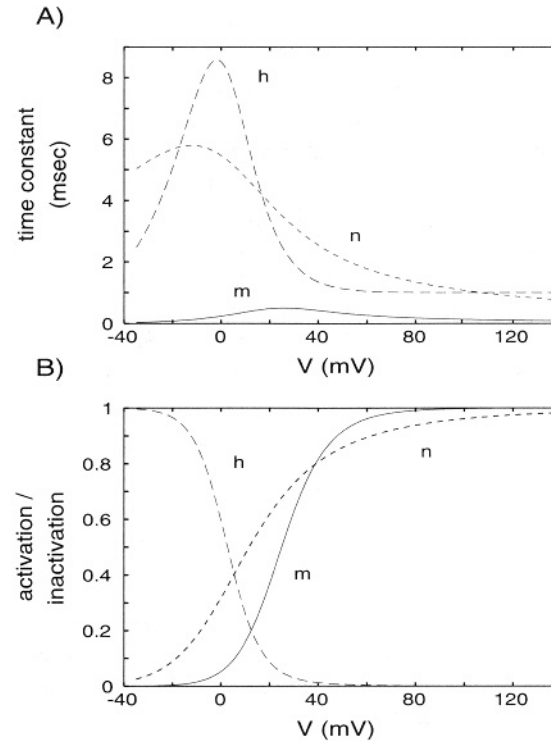 A)
8
h
6
time constant
(msec)
4
n
2
m
0
-40 0 40 80 120
V (mV)
B)
1
h
n
0.8
activation /
inactivation
0.6
0.4
m
0.2
0
-40 0 40 80 120
V (mV)